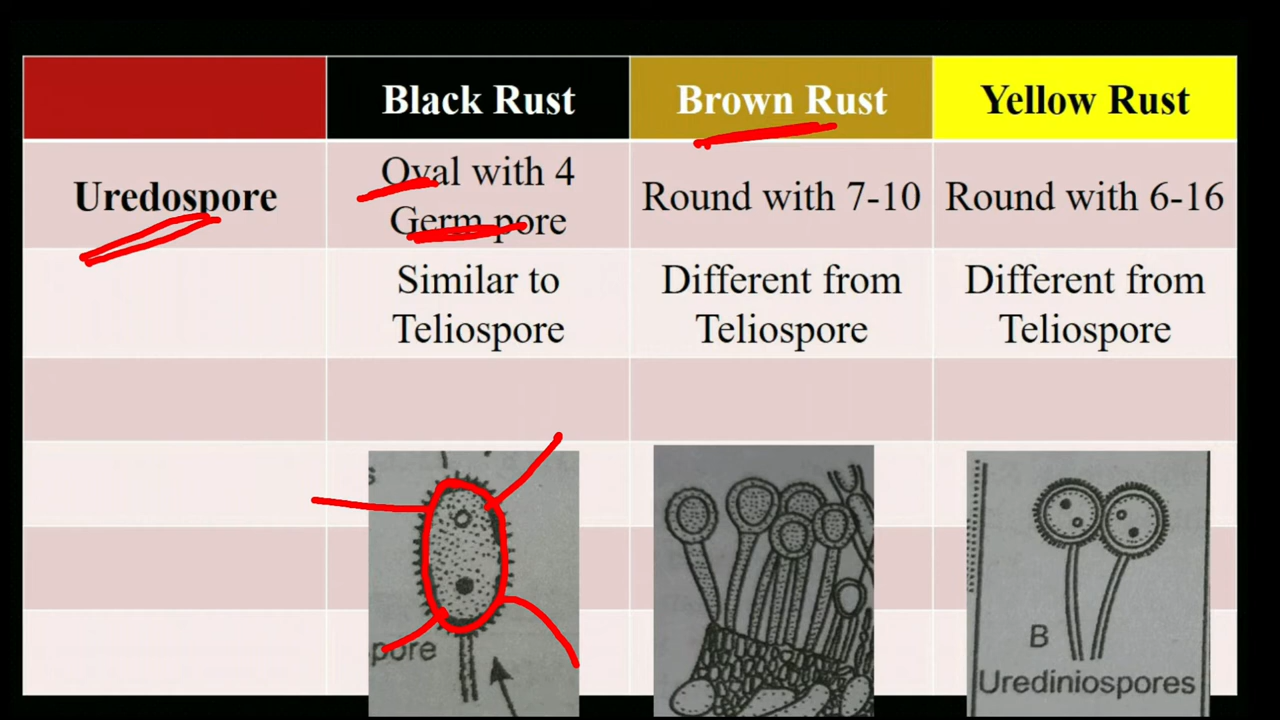 Black Rust
Brown Rust
Yellow Rust
Uredospore
Oval with 4
Germ pore
Round with 7-10
Round with 6-16
Similar to
Teliospore
Different from
Teliospore
Different from
Teliospore
s
pore
B
Urediniospores